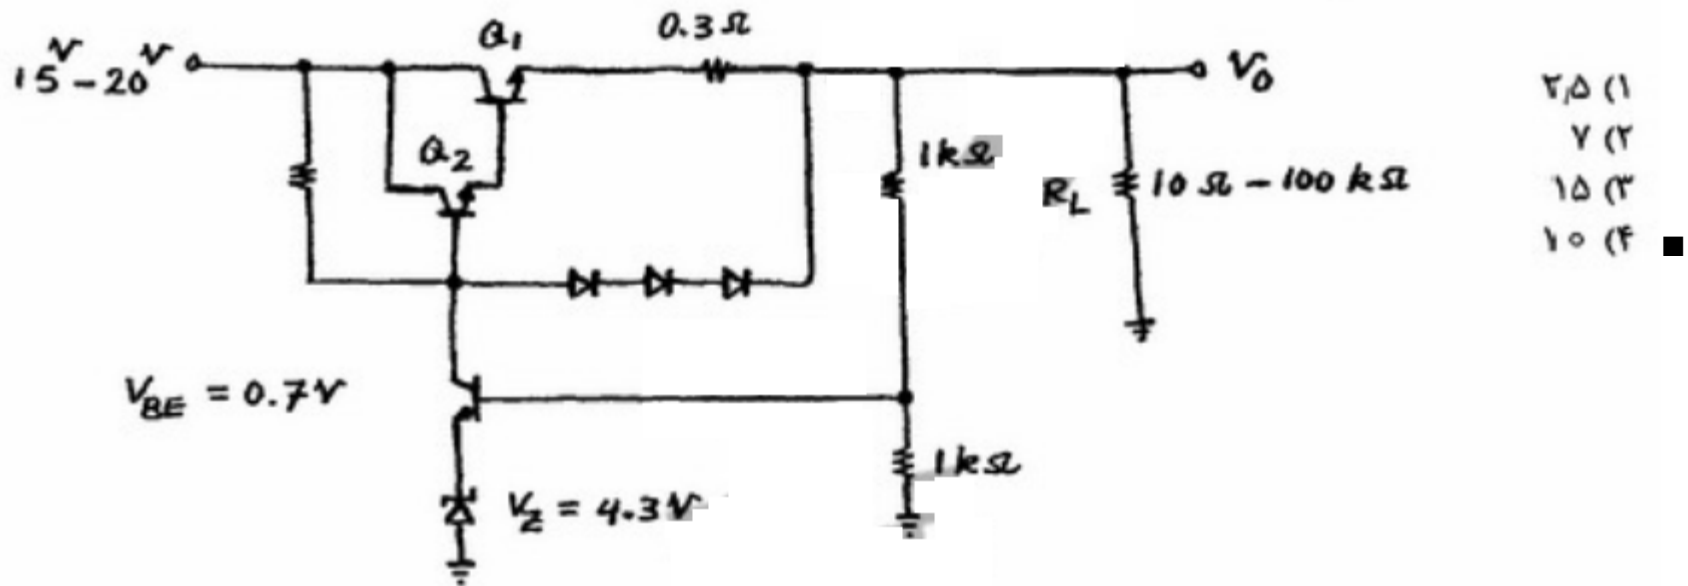 15V - 20V
Q1
0.3Ω
V0
Q2
1kΩ
RL
10Ω - 100kΩ
VBE = 0.7V
1kΩ
VZ = 4.3V
۱) ۲٫۵
۲) ۷
۳) ۱۵
۴) ۱۰